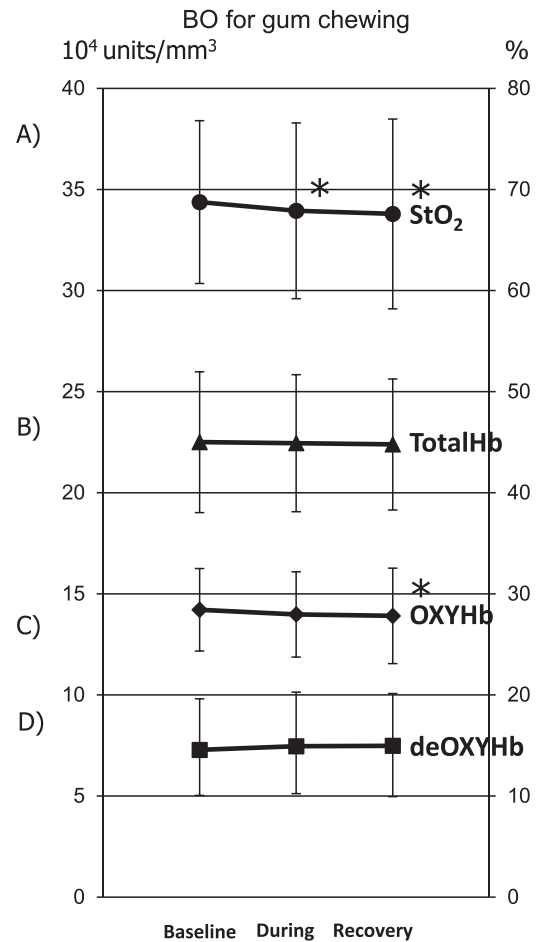 BO for gum chewing
10⁴ units/mm³ %
40 80
A)
35 * * 70
StO₂
30 60
25 50
B) TotalHb
20 40
15 * 30
C) OXYHb
10 20
D) deOXYHb
5 10
0 0
Baseline During Recovery